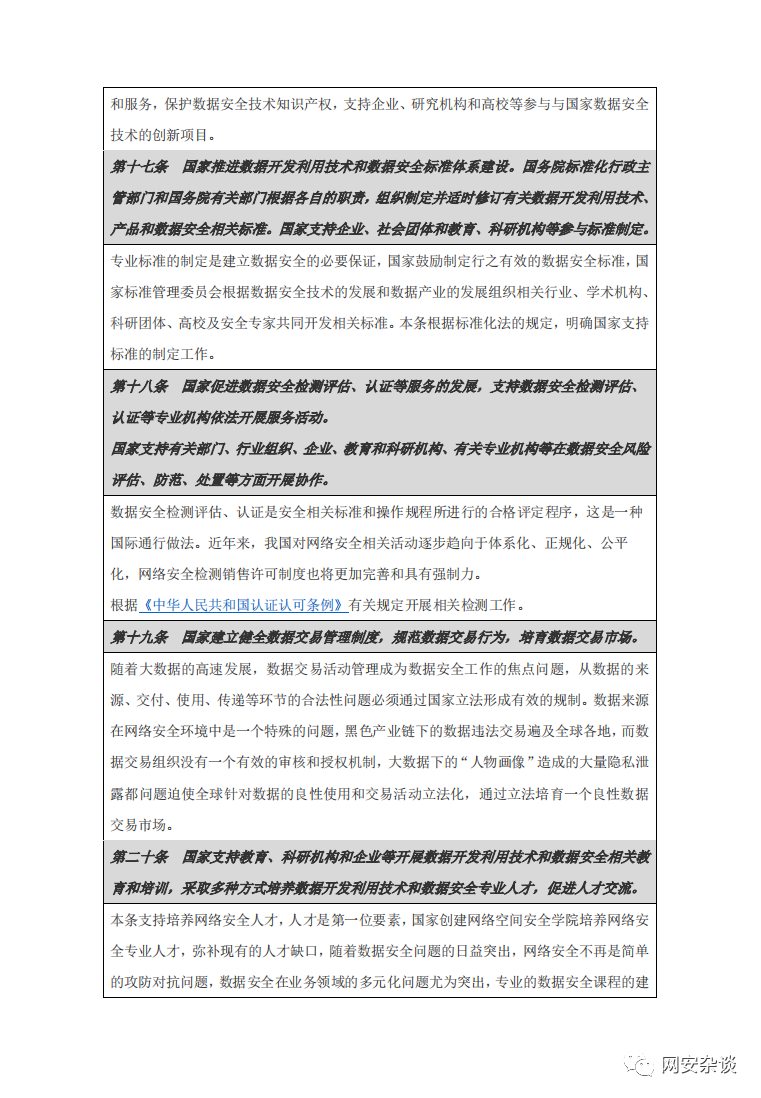 和服务，保护数据安全技术知识产权，支持企业、研究机构和高校等参与与国家数据安全
技术的创新项目。
第十七条　国家推进数据开发利用技术和数据安全标准体系建设。国务院标准化行政主
管部门和国务院有关部门根据各自的职责，组织制定并适时修订有关数据开发利用技术、
产品和数据安全相关标准。国家支持企业、社会团体和教育、科研机构等参与标准制定。
专业标准的制定是建立数据安全的必要保证，国家鼓励制定行之有效的数据安全标准，国
家标准管理委员会根据数据安全技术的发展和数据产业的发展组织相关行业、学术机构、
科研团体、高校及安全专家共同开发相关标准。本条根据标准化法的规定，明确国家支持
标准的制定工作。
第十八条　国家促进数据安全检测评估、认证等服务的发展，支持数据安全检测评估、
认证等专业机构依法开展服务活动。
国家支持有关部门、行业组织、企业、教育和科研机构、有关专业机构等在数据安全风险
评估、防范、处置等方面开展协作。
数据安全检测评估、认证是安全相关标准和操作规程所进行的合格评定程序，这是一种
国际通行做法。近年来，我国对网络安全相关活动逐步趋向于体系化、正规化、公平
化，网络安全检测销售许可制度也将更加完善和具有强制力。
根据《中华人民共和国认证认可条例》有关规定开展相关检测工作。
第十九条　国家建立健全数据交易管理制度，规范数据交易行为，培育数据交易市场。
随着大数据的高速发展，数据交易活动管理成为数据安全工作的焦点问题，从数据的来
源、交付、使用、传递等环节的合法性问题必须通过国家立法形成有效的规制。数据来源
在网络安全环境中是一个特殊的问题，黑色产业链下的数据违法交易遍及全球各地，而数
据交易组织没有一个有效的审核和授权机制，大数据下的“人物画像”造成的大量隐私泄
露都问题迫使全球针对数据的良性使用和交易活动立法化，通过立法培育一个良性数据
交易市场。
第二十条　国家支持教育、科研机构和企业等开展数据开发利用技术和数据安全相关教
育和培训，采取多种方式培养数据开发利用技术和数据安全专业人才，促进人才交流。
本条支持培养网络安全人才，人才是第一位要素，国家创建网络空间安全学院培养网络安
全专业人才，弥补现有的人才缺口，随着数据安全问题的日益突出，网络安全不再是简单
的攻防对抗问题，数据安全在业务领域的多元化问题尤为突出，专业的数据安全课程的建
网安杂谈